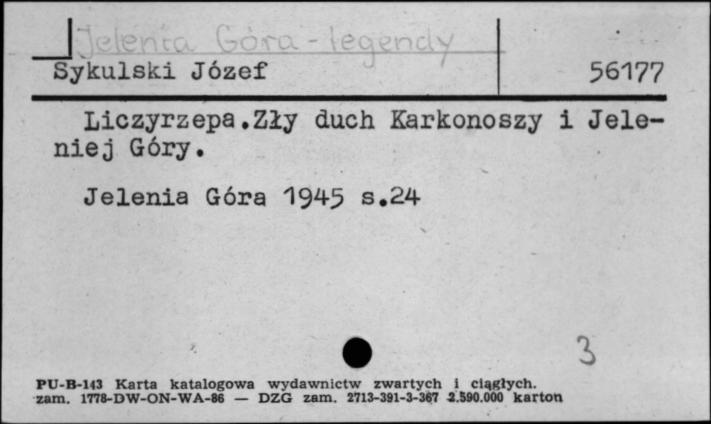 Jelenia Góra - legendy
Sykulski Józef 56177
Liczyrzepa.Zły duch Karkonoszy i Jele-
niej Góry.
Jelenia Góra 1945 s.24
3
PU-B-143 Karta katalogowa wydawnictw zwartych i ciągłych.
zam. 1778-DW-ON-WA-86 — DZG zam. 2713-391-3-367 2.590.000 karton